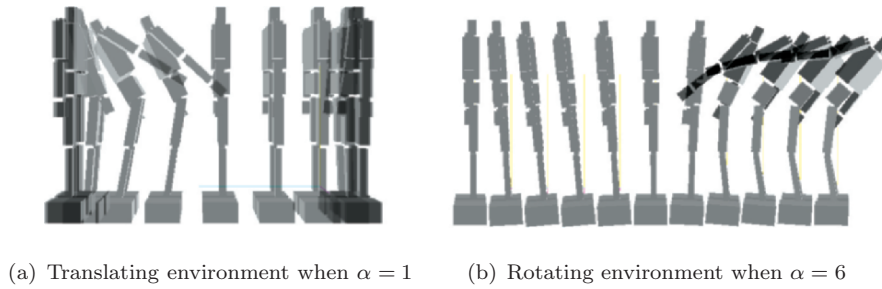 (a) Translating environment when α = 1
(b) Rotating environment when α = 6